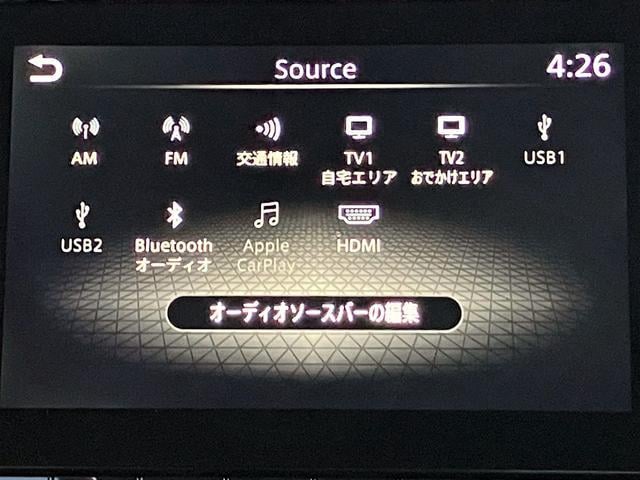 Source
4:26
AM
FM
交通情報
TV1
自宅エリア
TV2
おでかけエリア
USB1
USB2
Bluetooth
オーディオ
Apple
CarPlay
HDMI
オーディオソースバーの編集